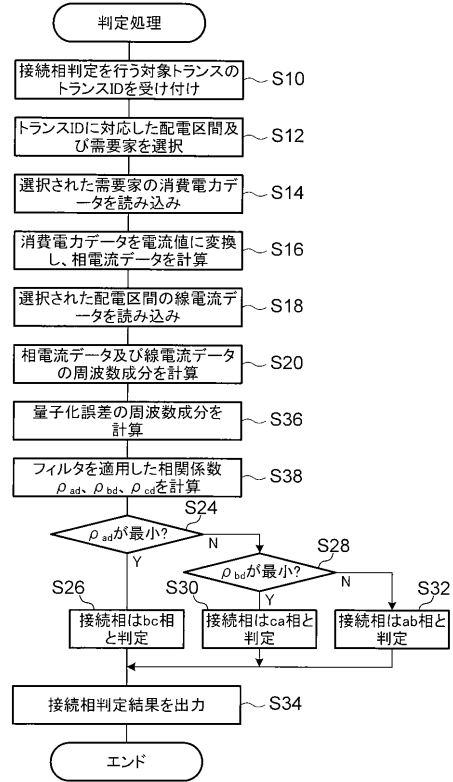 判定処理
接続相判定を行う対象トランスの
トランスIDを受け付け
S10
トランスIDに対応した配電区間及
び需要家を選択
S12
選択された需要家の消費電力デ
ータを読み込み
S14
消費電力データを電流値に変換
し、相電流データを計算
S16
選択された配電区間の線電流デ
ータを読み込み
S18
相電流データ及び線電流データ
の周波数成分を計算
S20
量子化誤差の周波数成分を
計算
S36
フィルタを適用した相関係数
ρad、ρbd、ρcdを計算
S38
S24
ρadが最小?
N
Y
S28
ρbdが最小?
N
Y
S26
接続相はbc相
と判定
S30
接続相はca相と
判定
S32
接続相はab相と
判定
接続相判定結果を出力
S34
エンド